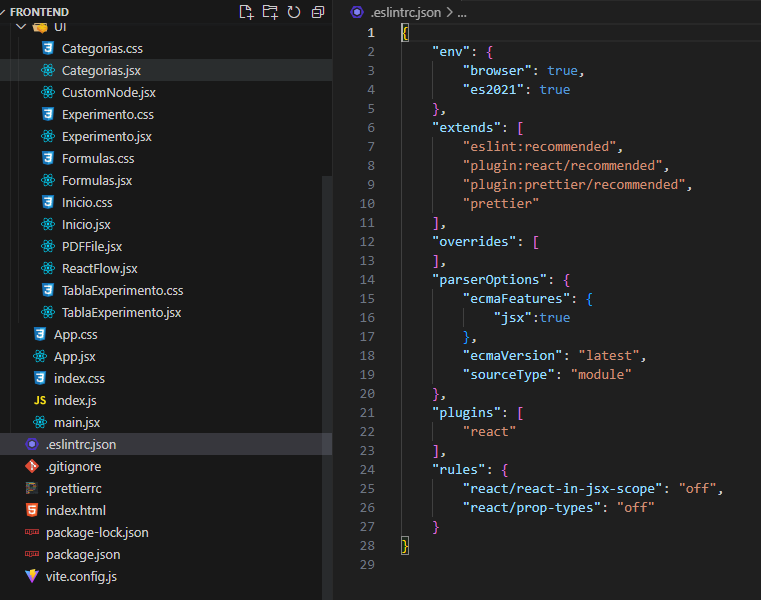 FRONTEND
UI
Categorias.css
Categorias.jsx
CustomNode.jsx
Experimento.css
Experimento.jsx
Formulas.css
Formulas.jsx
Inicio.css
Inicio.jsx
PDFFile.jsx
ReactFlow.jsx
TablaExperimento.css
TablaExperimento.jsx
App.css
App.jsx
index.css
JS index.js
main.jsx
.eslintrc.json
.gitignore
.prettierrc
index.html
package-lock.json
package.json
vite.config.js
.eslintrc.json > ...
1 {
2 "env": {
3 "browser": true,
4 "es2021": true
5 },
6 "extends": [
7 "eslint:recommended",
8 "plugin:react/recommended",
9 "plugin:prettier/recommended",
10 "prettier"
11 ],
12 "overrides": [
13 ],
14 "parserOptions": {
15 "ecmaFeatures": {
16 "jsx":true
17 },
18 "ecmaVersion": "latest",
19 "sourceType": "module"
20 },
21 "plugins": [
22 "react"
23 ],
24 "rules": {
25 "react/react-in-jsx-scope": "off",
26 "react/prop-types": "off"
27 }
28 }
29